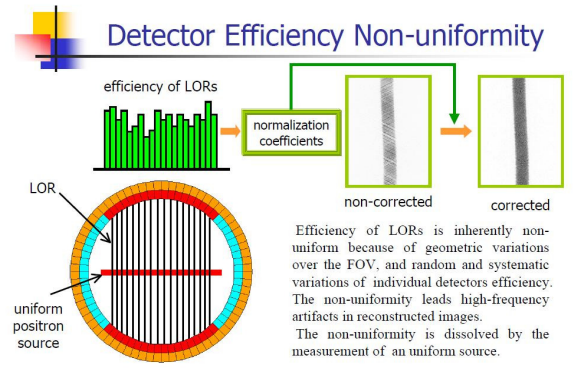 Detector Efficiency Non-uniformity
efficiency of LORs
normalization
coefficients
non-corrected
corrected
LOR
uniform
positron
source
Efficiency of LORs is inherently non-
uniform because of geometric variations
over the FOV, and random and systematic
variations of individual detectors efficiency.
The non-uniformity leads high-frequency
artifacts in reconstructed images.
The non-uniformity is dissolved by the
measurement of an uniform source.